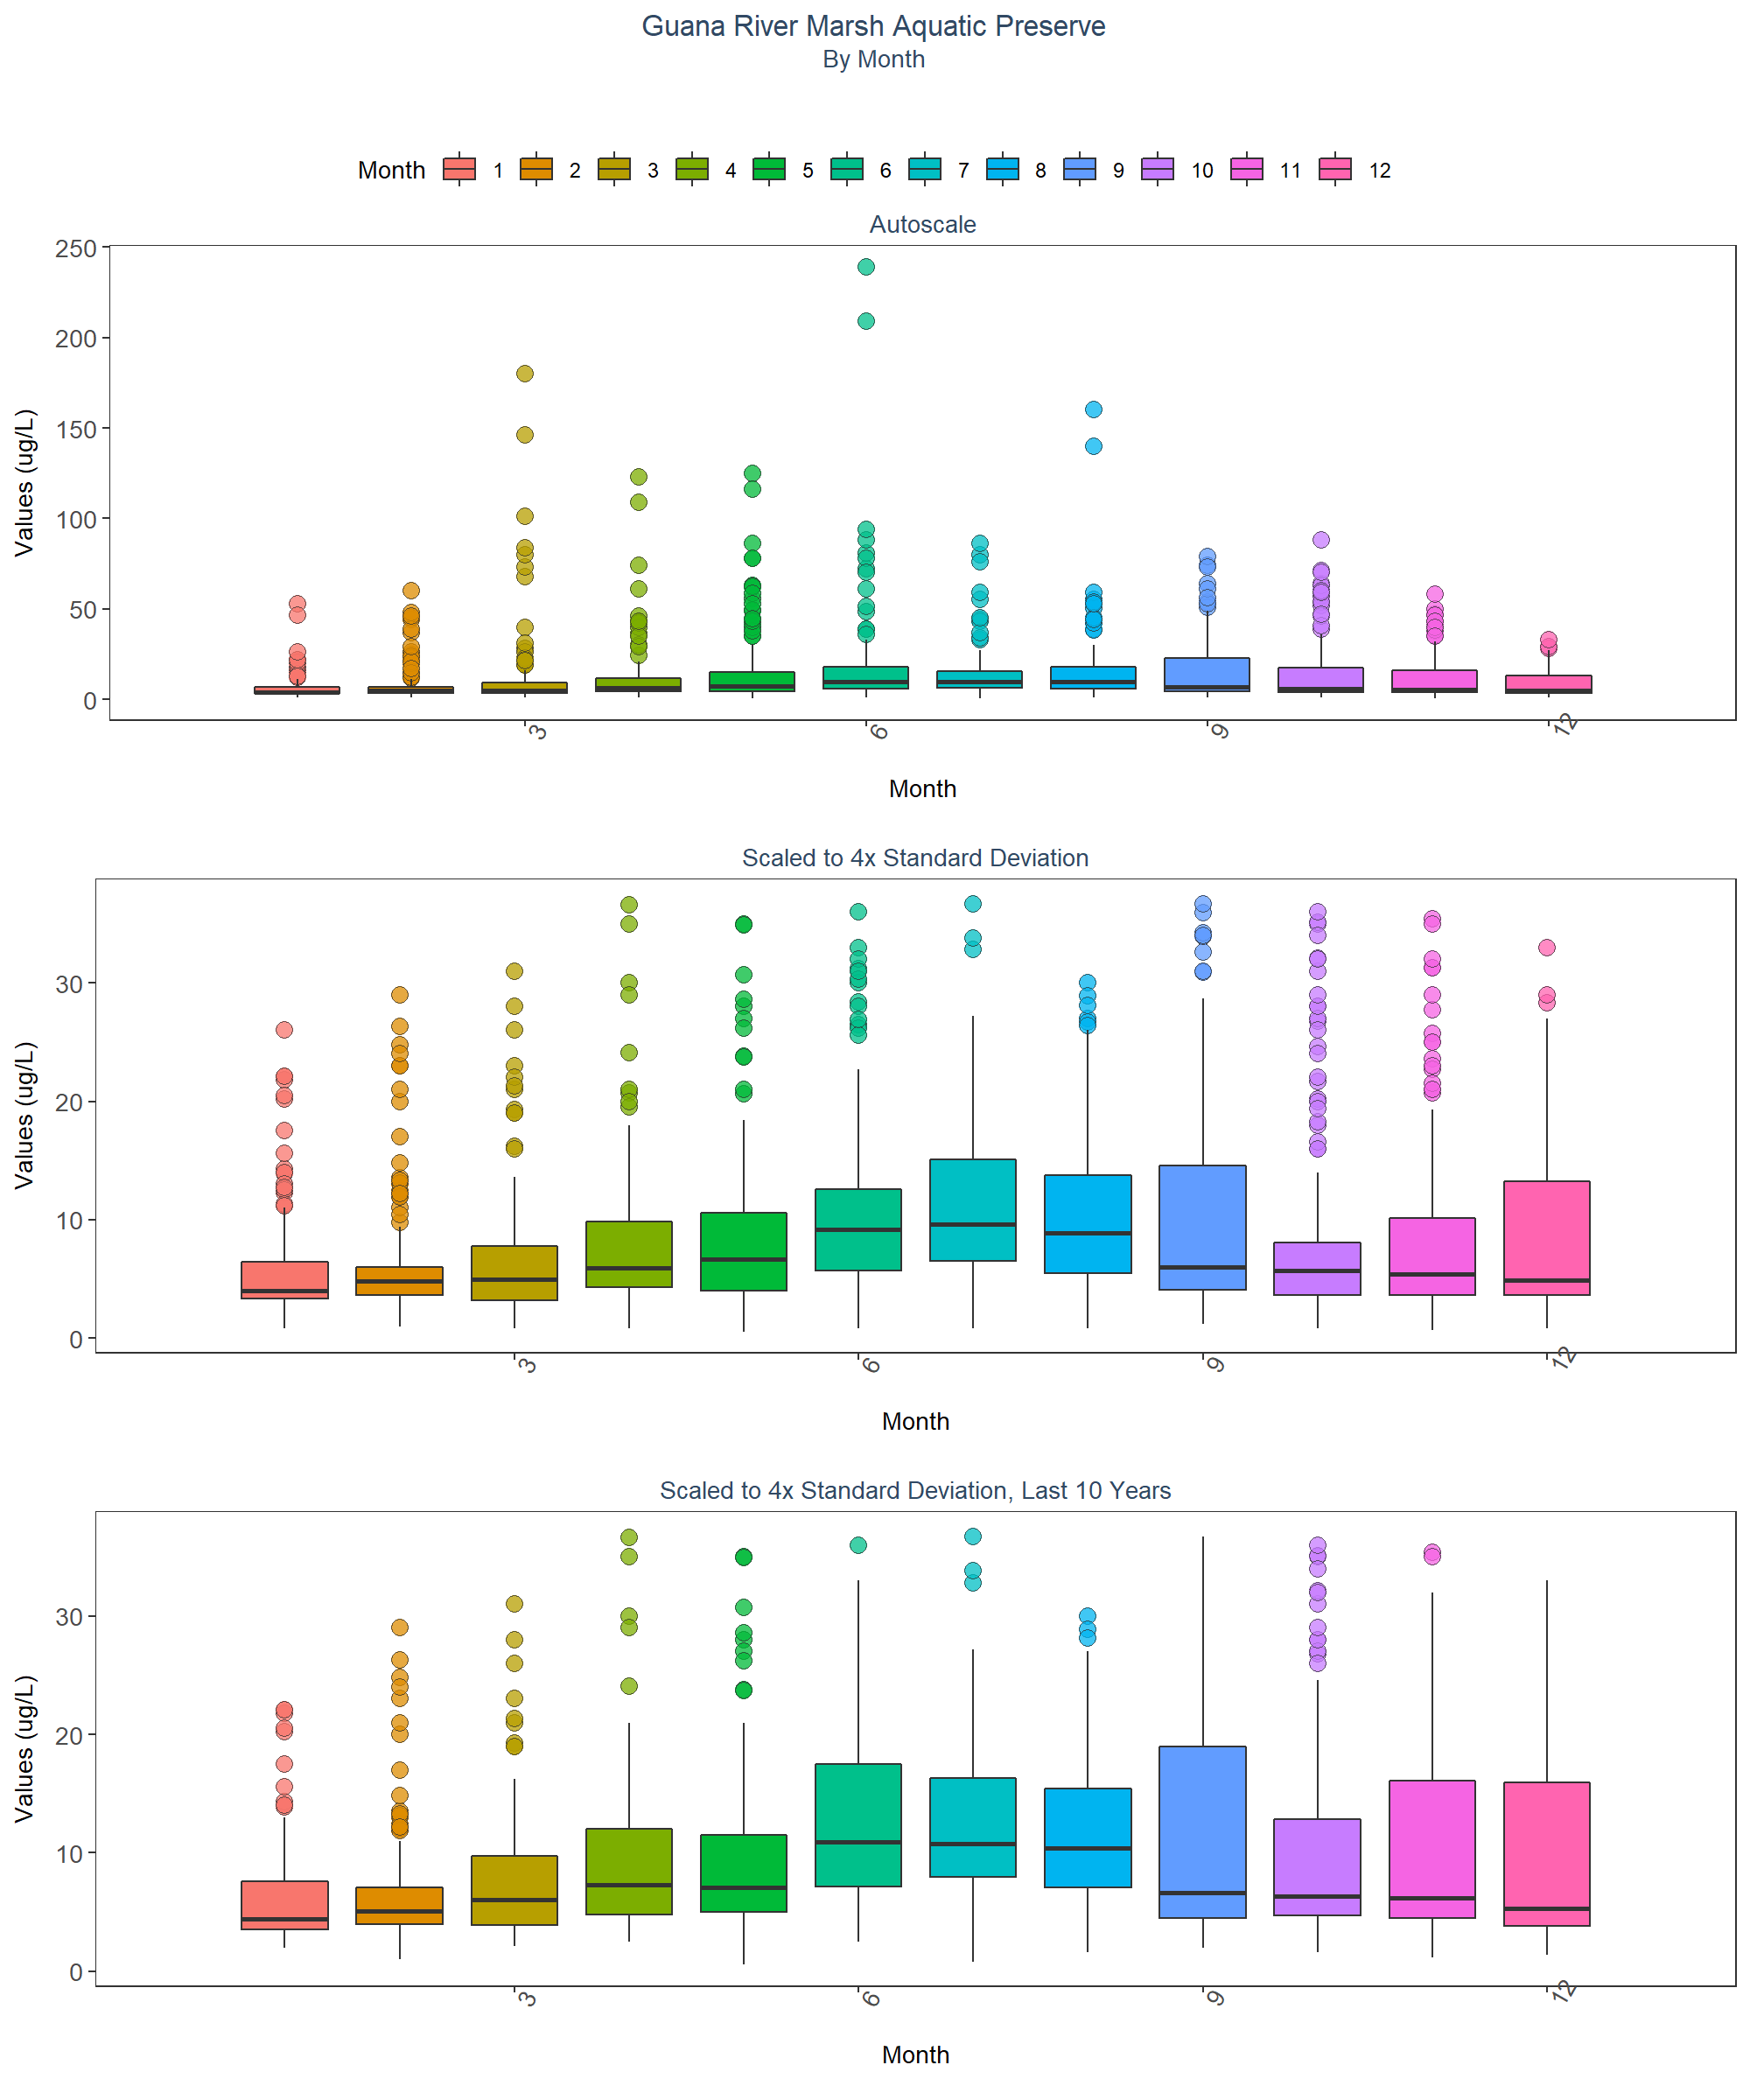 Guana River Marsh Aquatic Preserve
By Month
Month 1 2 3 4 5 6 7 8 9 10 11 12
Autoscale
Values (ug/L)
250
200
150
100
50
0
3 6 9 12
Month
Scaled to 4x Standard Deviation
Values (ug/L)
30
20
10
0
3 6 9 12
Month
Scaled to 4x Standard Deviation, Last 10 Years
Values (ug/L)
30
20
10
0
3 6 9 12
Month